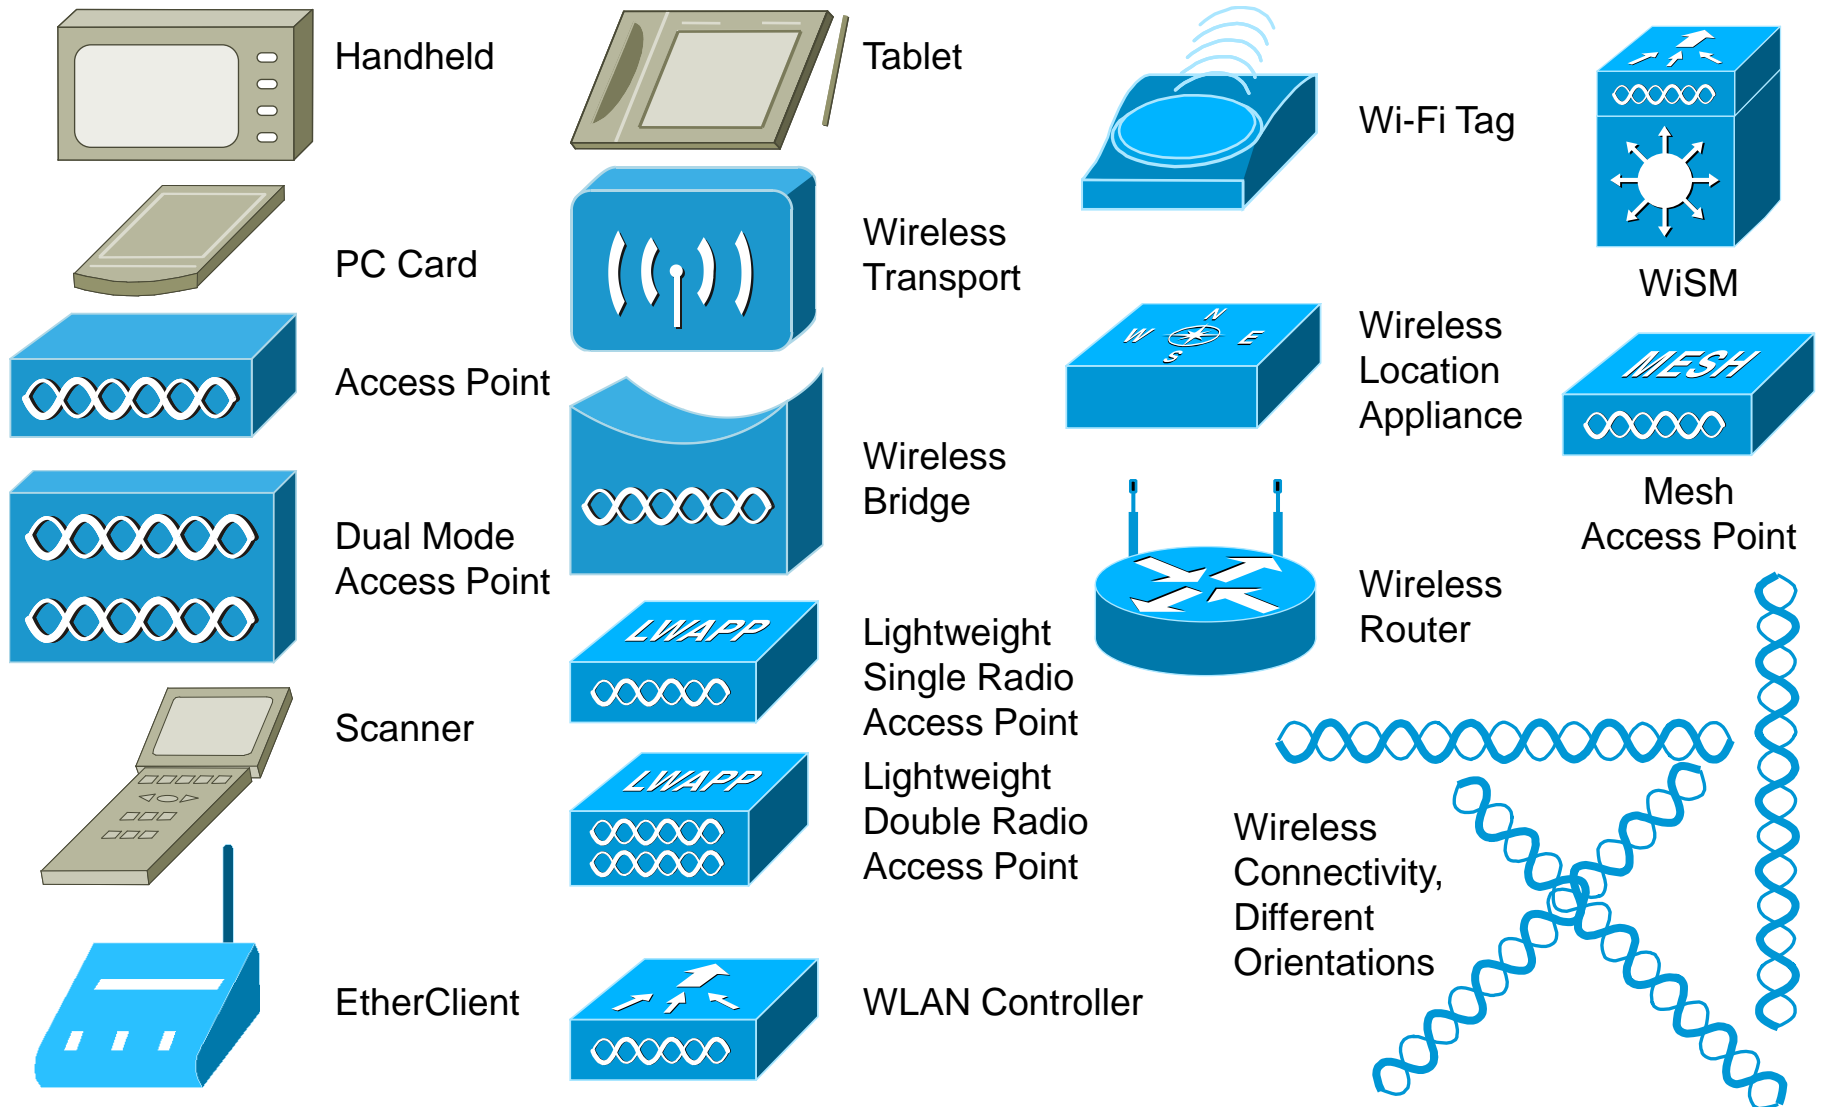 Handheld
PC Card
Access Point
Dual Mode
Access Point
Scanner
EtherClient
Tablet
Wireless
Transport
Wireless
Bridge
LWAPP
Lightweight
Single Radio
Access Point
LWAPP
Lightweight
Double Radio
Access Point
WLAN Controller
Wi-Fi Tag
N
W E
S
Wireless
Location
Appliance
Wireless
Router
WiSM
MESH
Mesh
Access Point
Wireless
Connectivity,
Different
Orientations